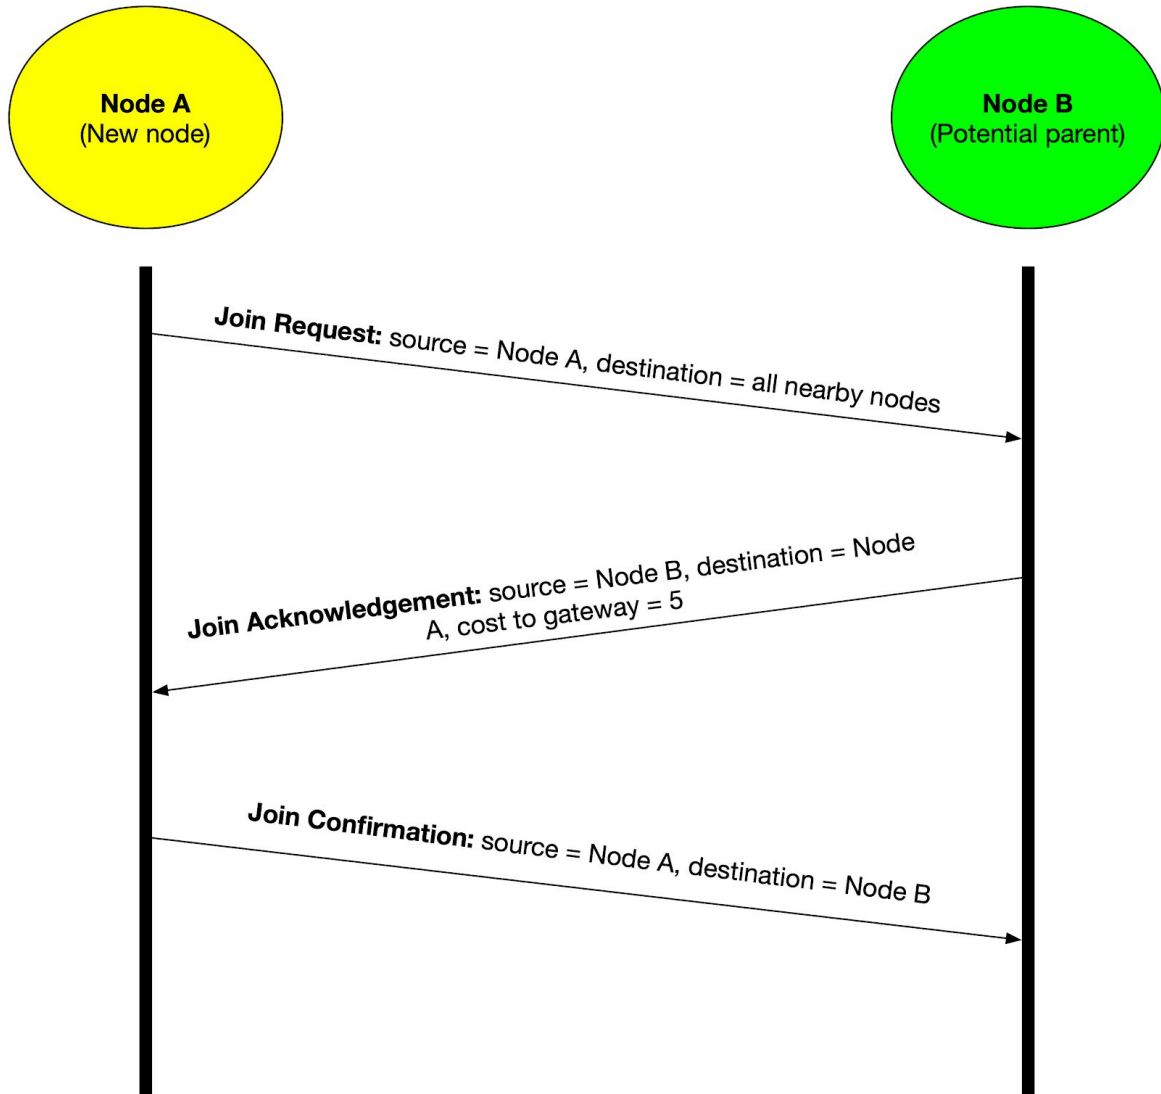 Node A
(New node)
Node B
(Potential parent)
Join Request: source = Node A, destination = all nearby nodes
Join Acknowledgement: source = Node B, destination = Node
A, cost to gateway = 5
Join Confirmation: source = Node A, destination = Node B